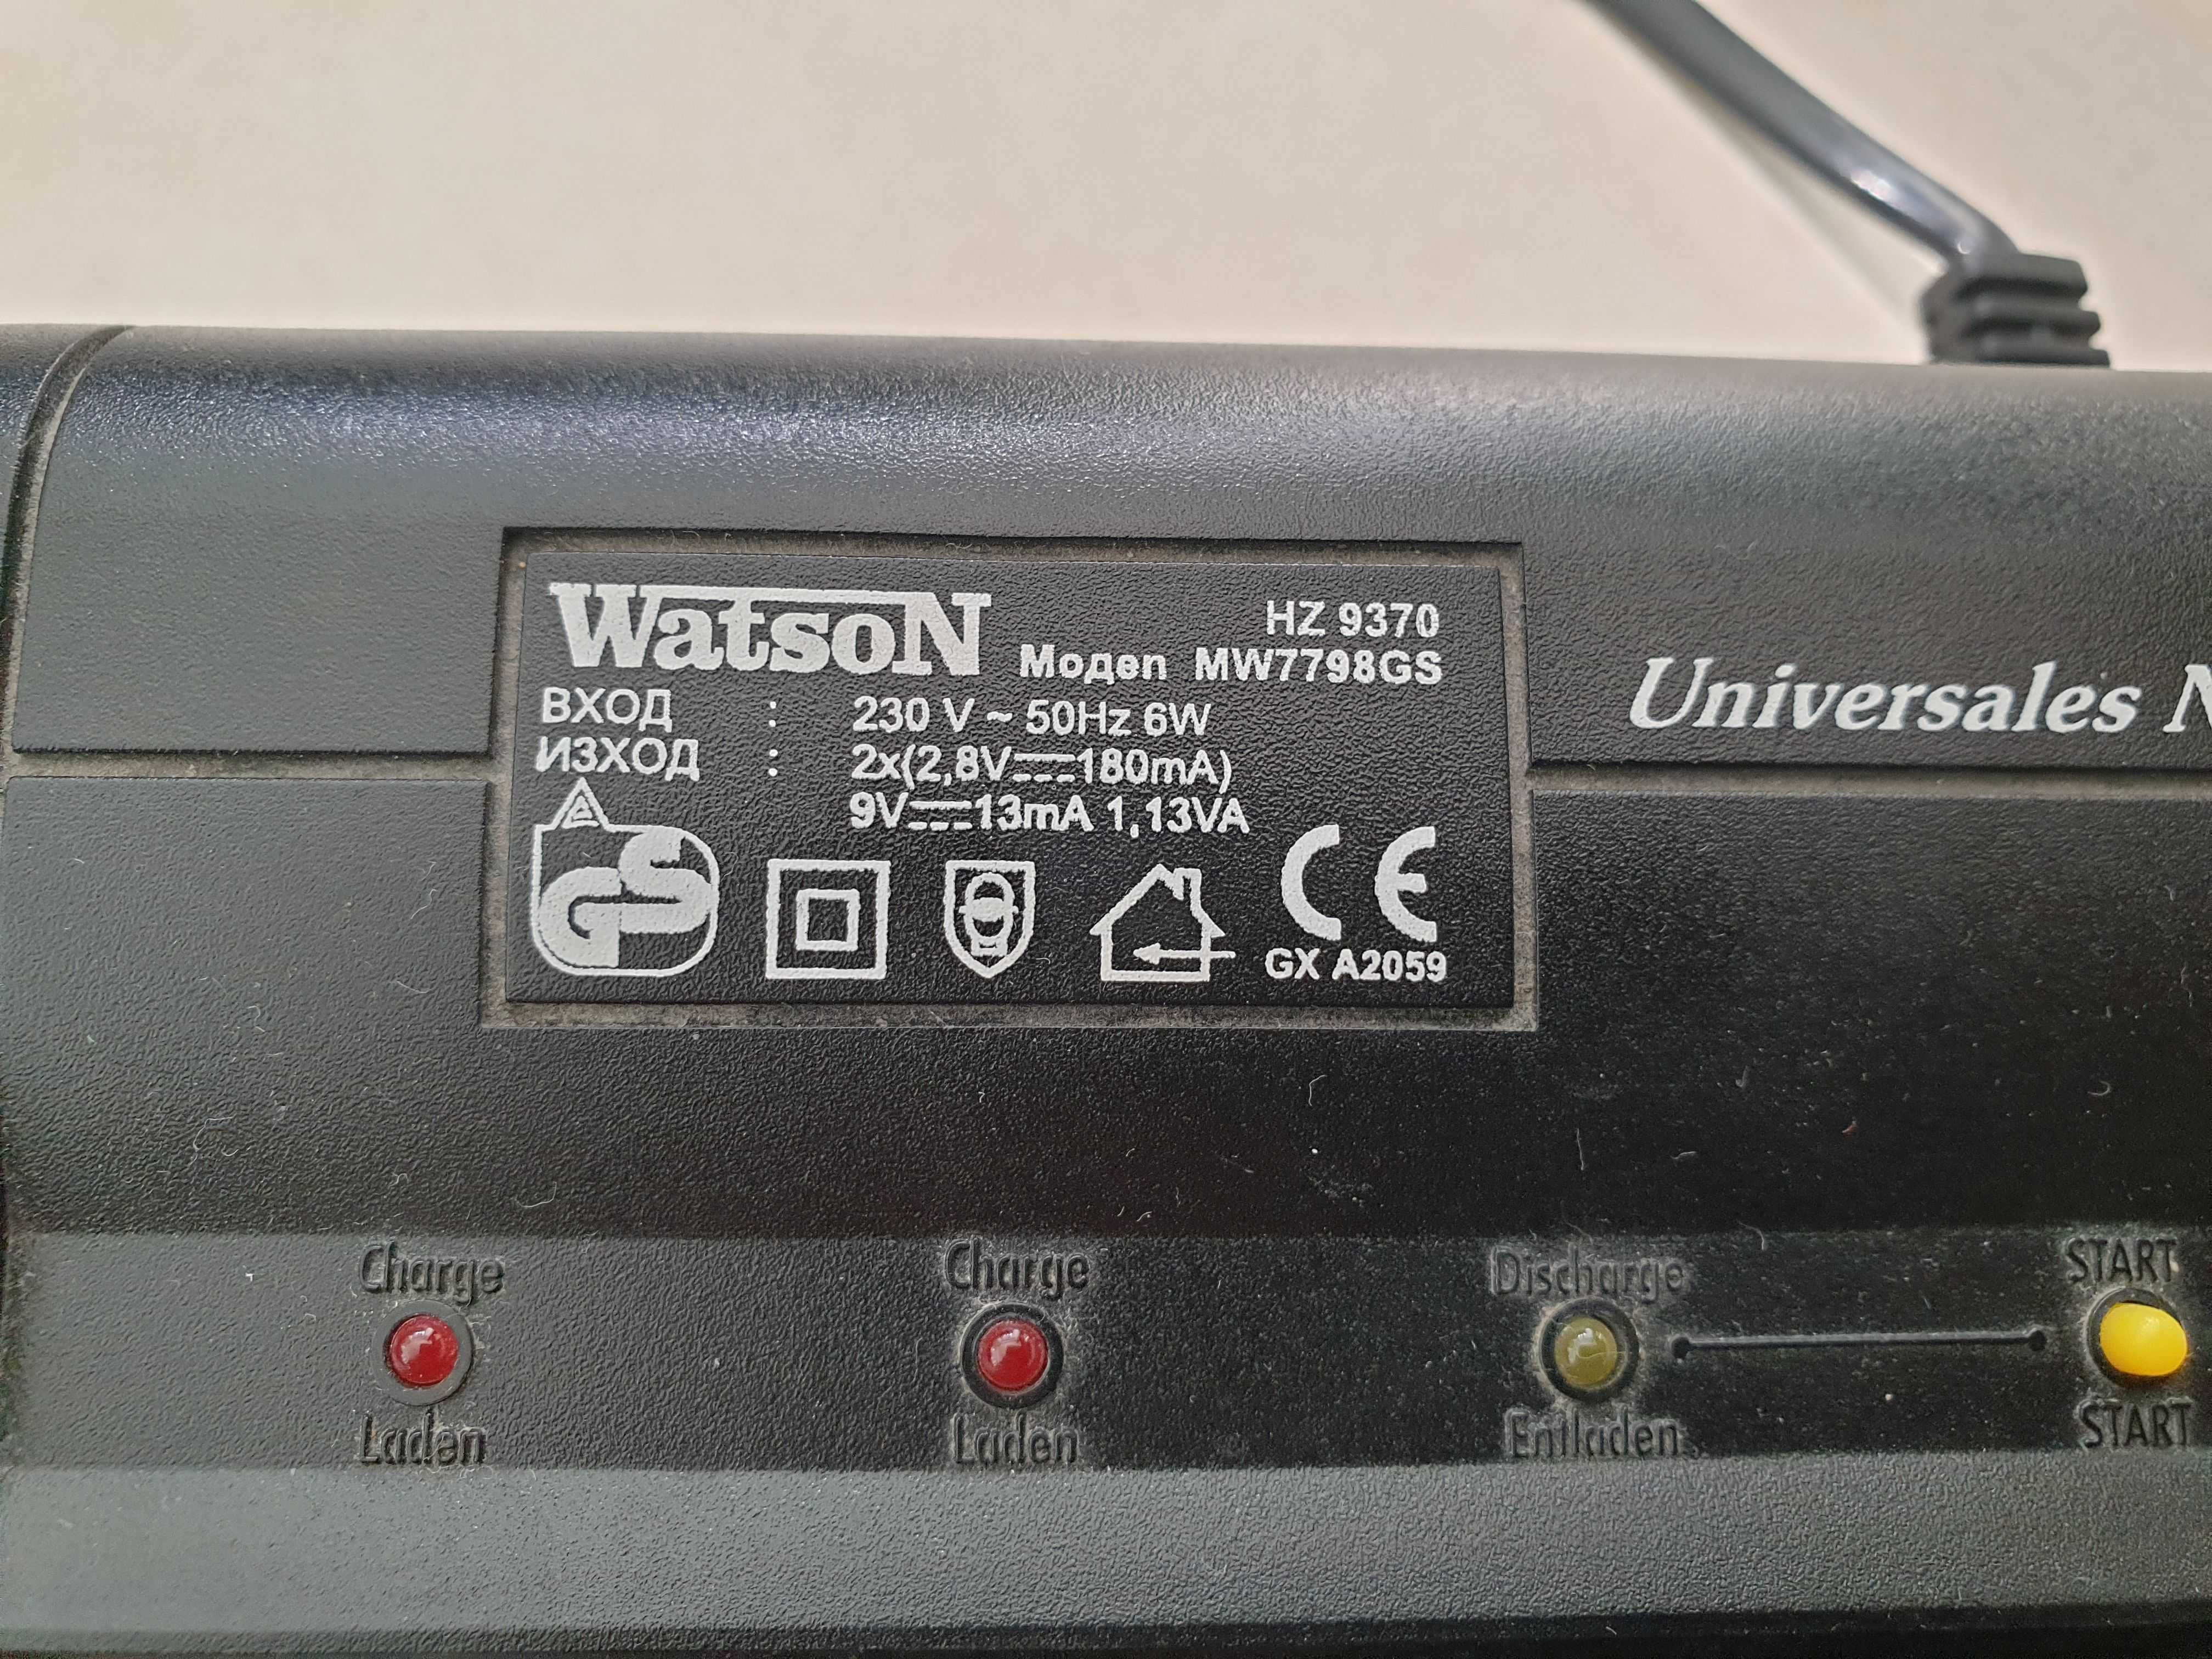 WatsoN
HZ 9370
Модел MW7798GS
ВХОД : 230 V ~ 50Hz 6W
ИЗХОД : 2x(2,8V⎓180mA)
9V⎓13mA 1,13VA
GS
CE
GX A2059
Universales
Charge
Charge
Discharge
START
Laden
Laden
Entladen
START